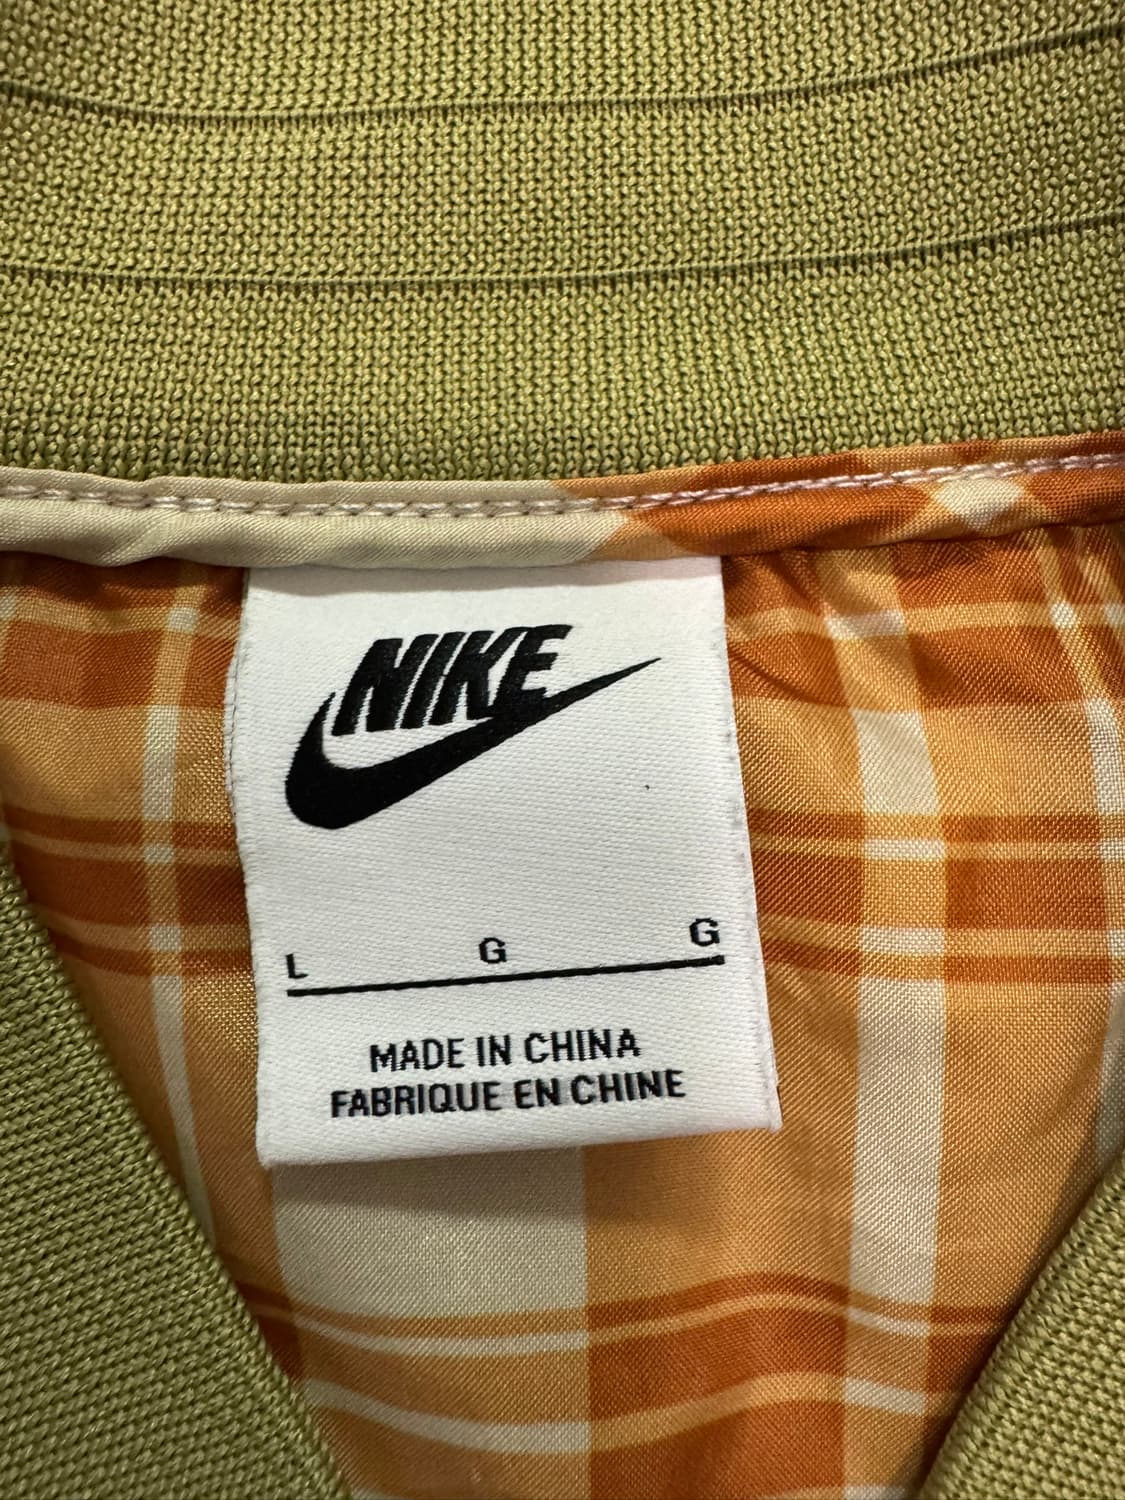 NIKE
L G G
MADE IN CHINA
FABRIQUE EN CHINE